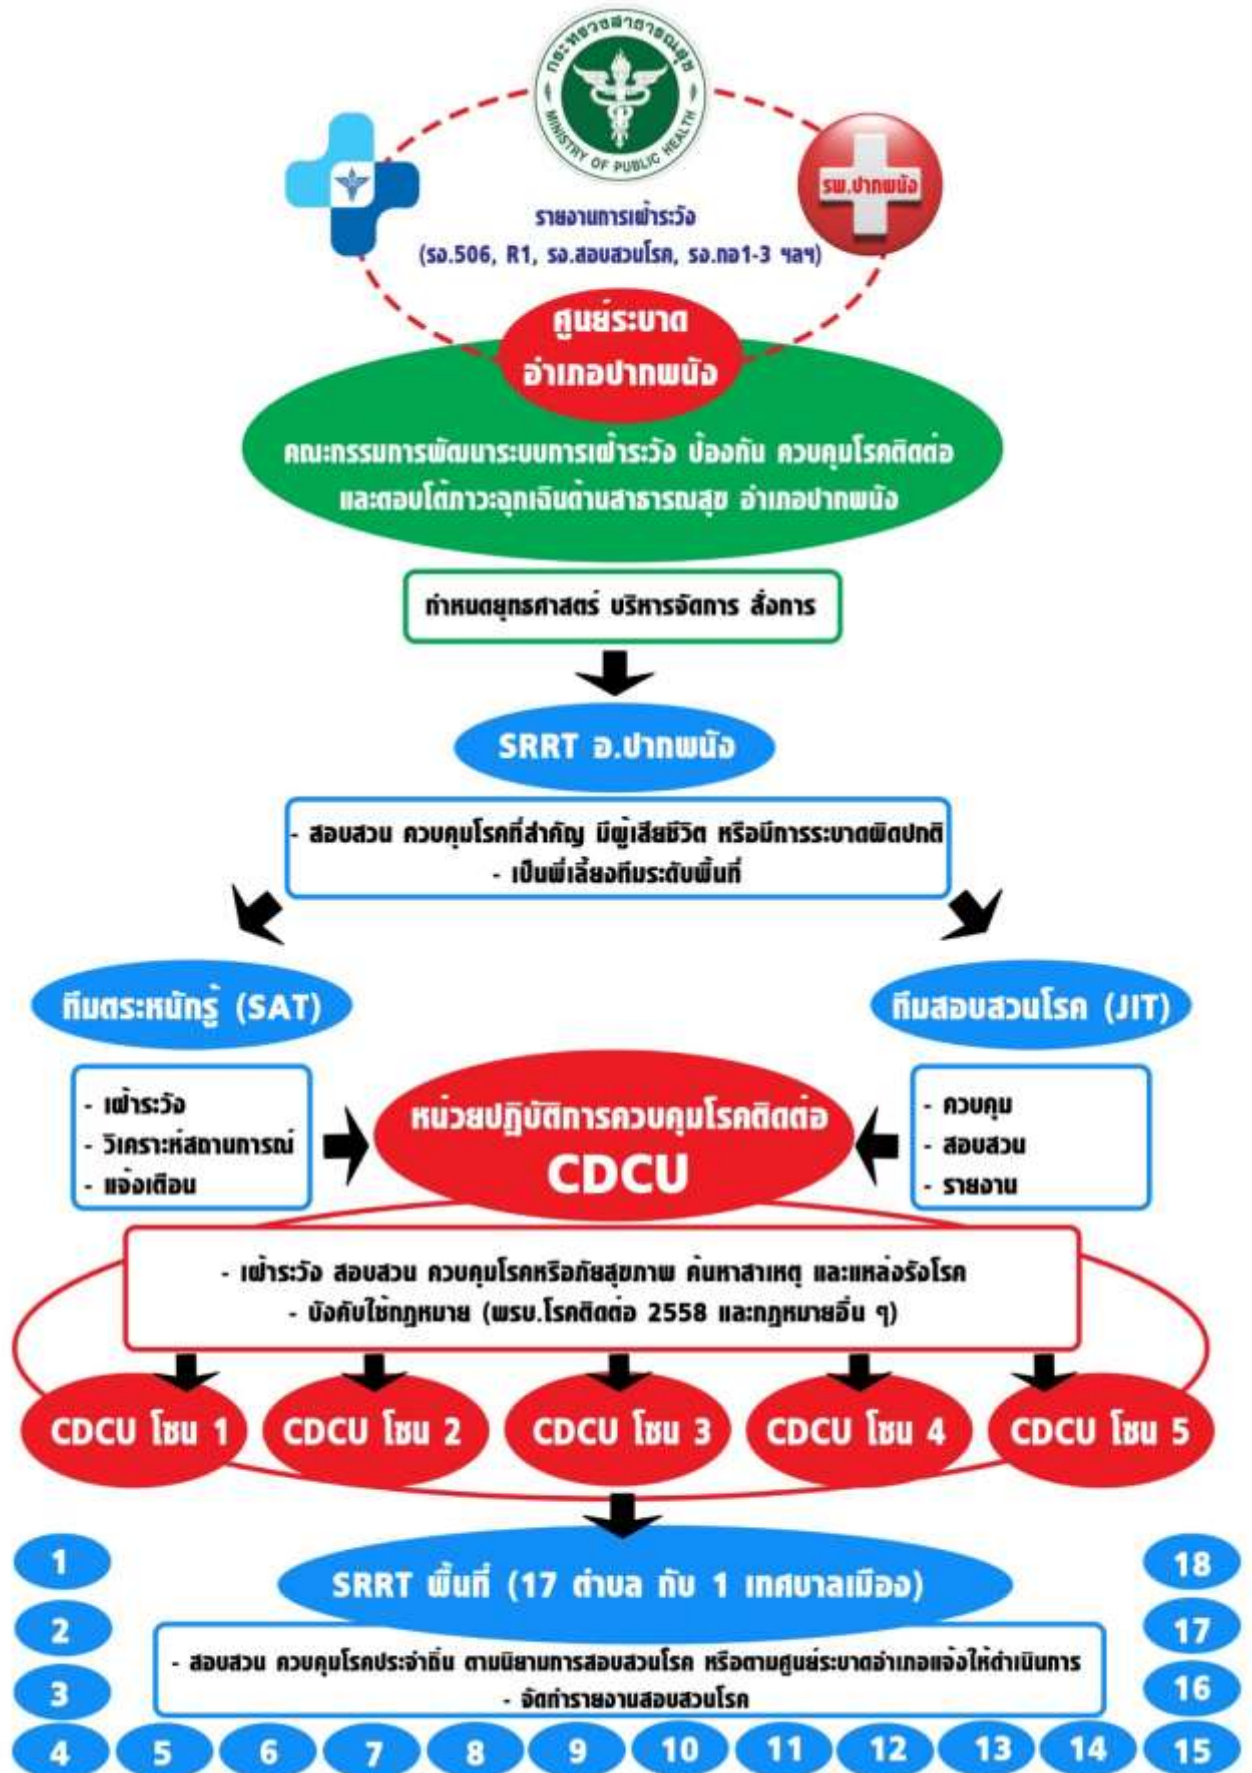 กระทรวงสาธารณสุข
MINISTRY OF PUBLIC HEALTH
รพ.ปากพนัง
รายงานการเฝ้าระวัง
(รง.506, R1, รง.สอบสวนโรค, รง.ทอ1-3 ฯลฯ)
ศูนย์ระบาด
อำเภอปากพนัง
คณะกรรมการพัฒนาระบบการเฝ้าระวัง ป้องกัน ควบคุมโรคติดต่อ
และตอบโต้ภาวะฉุกเฉินด้านสาธารณสุข อำเภอปากพนัง
กำหนดยุทธศาสตร์ บริหารจัดการ สั่งการ
SRRT อ.ปากพนัง
- สอบสวน ควบคุมโรคที่สำคัญ มีผู้เสียชีวิต หรือมีการระบาดผิดปกติ
- เป็นพี่เลี้ยงทีมระดับพื้นที่
ทีมตระหนักรู้ (SAT)
ทีมสอบสวนโรค (JIT)
- เฝ้าระวัง
- วิเคราะห์สถานการณ์
- แจ้งเตือน
หน่วยปฏิบัติการควบคุมโรคติดต่อ
CDCU
- ควบคุม
- สอบสวน
- รายงาน
- เฝ้าระวัง สอบสวน ควบคุมโรคหรือภัยสุขภาพ ค้นหาสาเหตุ และแหล่งรังโรค
- บังคับใช้กฎหมาย (พรบ.โรคติดต่อ 2558 และกฎหมายอื่น ๆ)
CDCU โซน 1
CDCU โซน 2
CDCU โซน 3
CDCU โซน 4
CDCU โซน 5
SRRT พื้นที่ (17 ตำบล กับ 1 เทศบาลเมือง)
- สอบสวน ควบคุมโรคประจำถิ่น ตามนิยามการสอบสวนโรค หรือตามศูนย์ระบาดอำเภอแจ้งให้ดำเนินการ
- จัดทำรายงานสอบสวนโรค
1
2
3
4
5
6
7
8
9
10
11
12
13
14
15
16
17
18